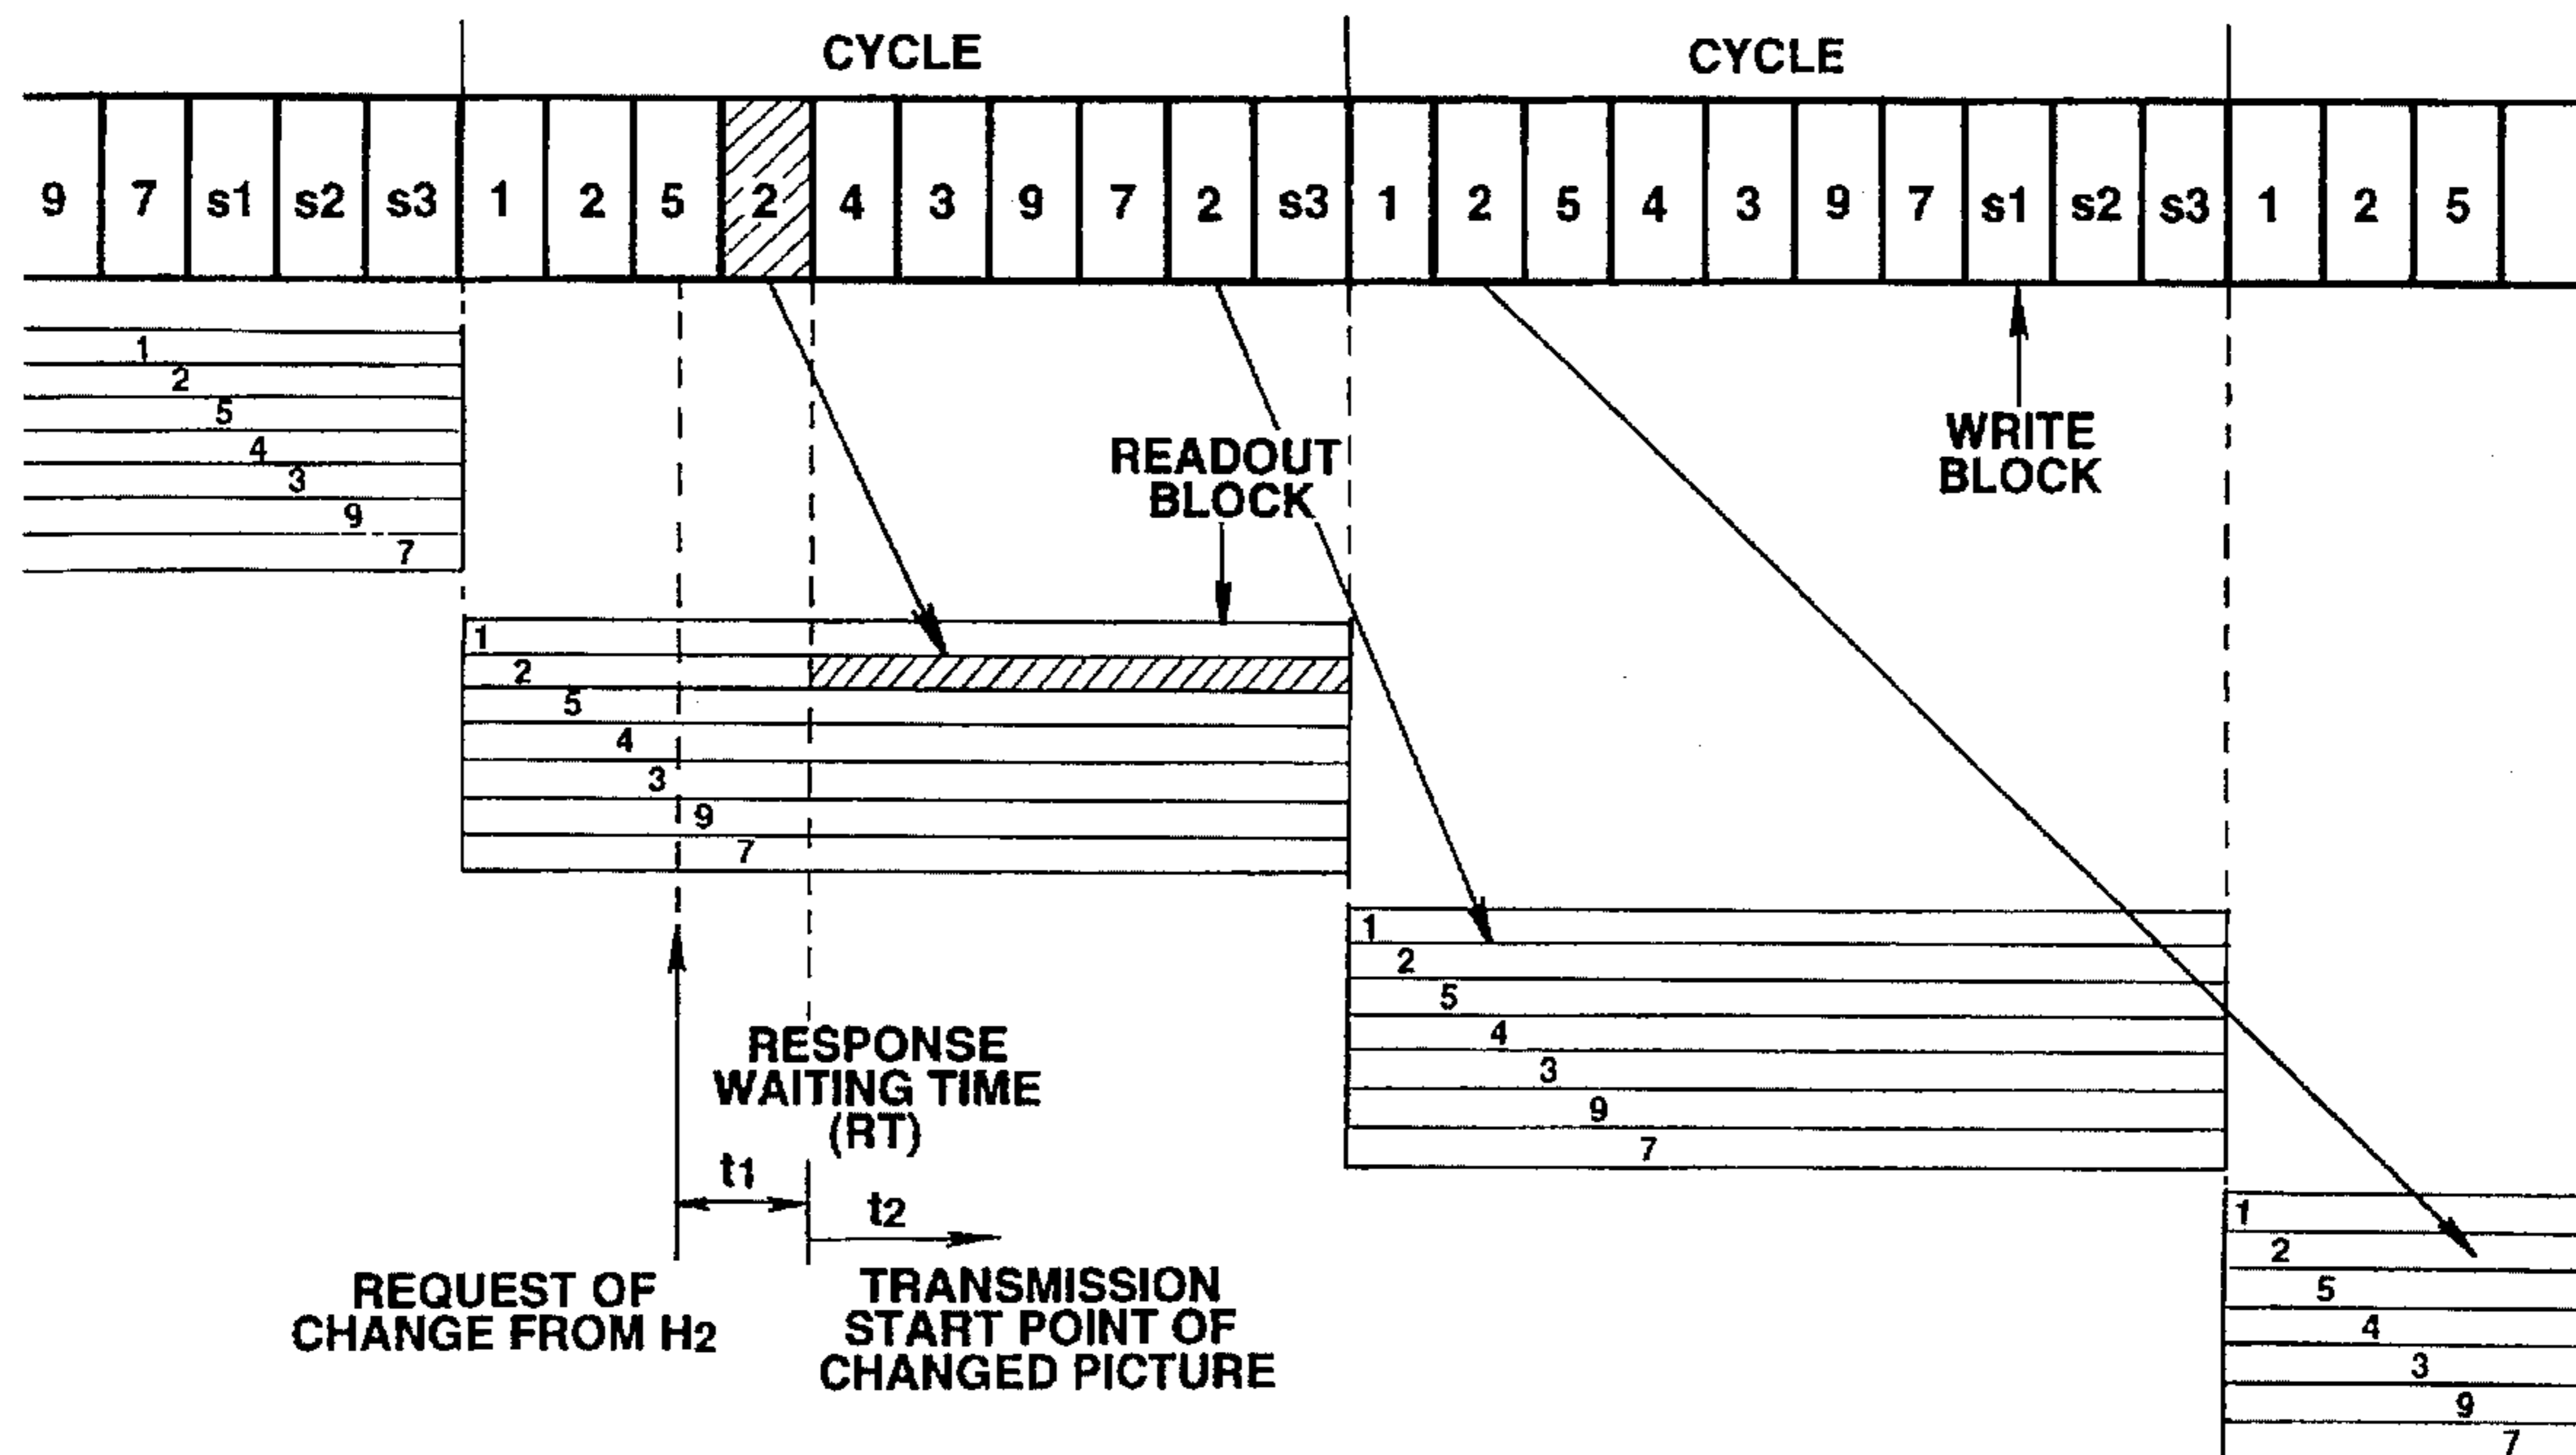 CYCLE CYCLE
9 7 s1 s2 s3 1 2 5 2 4 3 9 7 2 s3 1 2 5 4 3 9 7 s1 s2 s3 1 2 5
1
2
5
4
3
9
7
READOUT
BLOCK
WRITE
BLOCK
1
2
5
4
3
9
7
1
2
5
4
3
9
7
RESPONSE
WAITING TIME
(RT)
t1
t2
REQUEST OF
CHANGE FROM H2
TRANSMISSION
START POINT OF
CHANGED PICTURE
1
2
5
4
3
9
7